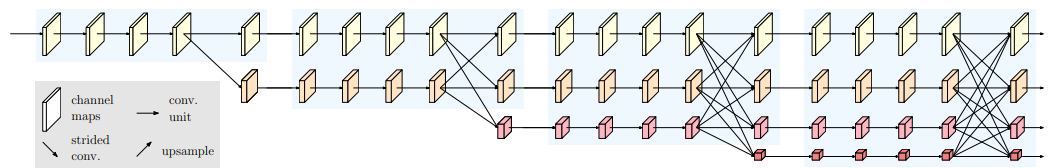 channel
maps
conv.
unit
strided
conv.
upsample